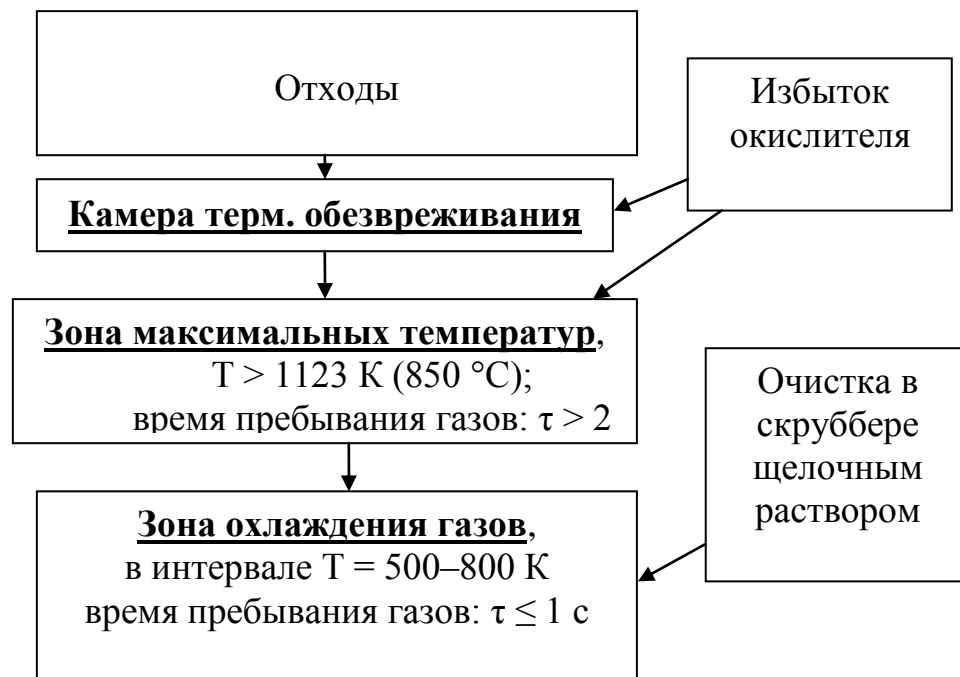 Отходы
Избыток
окислителя
Камера терм. обезвреживания
Зона максимальных температур,
Т > 1123 К (850 °С);
время пребывания газов: τ > 2
Очистка в
скруббере
щелочным
раствором
Зона охлаждения газов,
в интервале Т = 500–800 К
время пребывания газов: τ ≤ 1 с